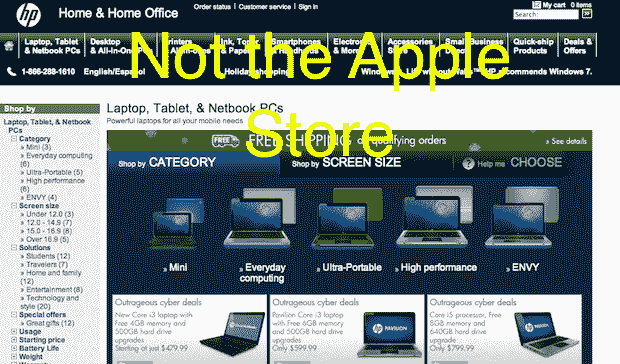 hp
Home & Home Office
Order status | Customer service | Sign in
My cart 0 items
Search:
Laptop, Tablet, & Netbook PCs
Desktop & All-in-One PCs
Printers
Ink, Toner & Paper
Smartphones
Electronics & More
Accessories Store
Small Business
Quick-ship Products
Deals & Offers
Not the Apple Store
1-866-288-1610
English/Español
Holiday shopping
HP recommends Windows 7.
Shop by
Laptop, Tablet, & Netbook PCs
Category
» Mini (3)
» Everyday computing (6)
» Ultra-Portable (5)
» High performance (6)
» ENVY (4)
Screen size
» Under 12.0 (3)
» 12.0 - 14.9 (7)
» 15.0 - 16.9 (8)
» Over 16.9 (5)
Solutions
» Students (12)
» Travelers (7)
» Home and family (12)
» Entertainment (8)
» Technology and style (20)
Special offers
» Great gifts (12)
Usage
Starting price
Battery Life
Weight
Laptop, Tablet, & Netbook PCs
Powerful laptops for all your mobile needs
FREE SHIPPING on qualifying orders
» See details
Shop by CATEGORY
Shop by SCREEN SIZE
? Help me CHOOSE
» Mini
» Everyday computing
» Ultra-Portable
» High performance
» ENVY
Outrageous cyber deals
New Core i3 laptop with Free 4GB memory and 500GB hard drive upgrades
Starting at just $479.99
Outrageous cyber deals
Pavilion Core i3 laptop with Free 6GB memory and 500GB hard drive upgrades
Only $599.99
PAVILION
Outrageous cyber deals
Core i5 processor, Free 8GB memory and 640GB hard drive upgrade
Only $799.99